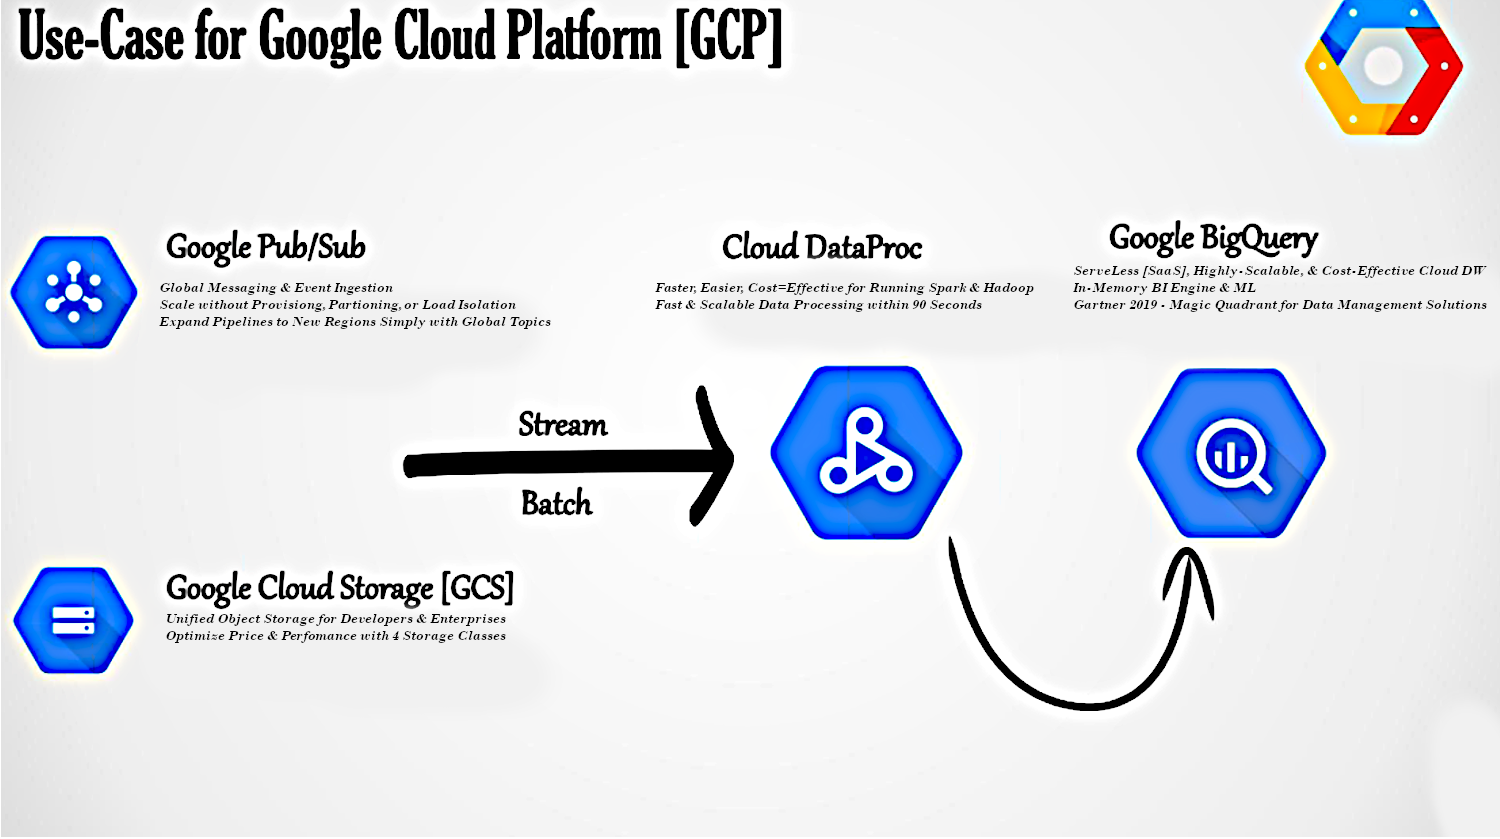 Use-Case for Google Cloud Platform [GCP]
Google Pub/Sub
Global Messaging & Event Ingestion
Scale without Provisiong, Partioning, or Load Isolation
Expand Pipelines to New Regions Simply with Global Topics
Cloud DataProc
Faster, Easier, Cost=Effective for Running Spark & Hadoop
Fast & Scalable Data Processing within 90 Seconds
Google BigQuery
ServeLess [SaaS], Highly-Scalable, & Cost-Effective Cloud DW
In-Memory BI Engine & ML
Gartner 2019 - Magic Quadrant for Data Management Solutions
Stream
Batch
Google Cloud Storage [GCS]
Unified Object Storage for Developers & Enterprises
Optimize Price & Perfomance with 4 Storage Classes